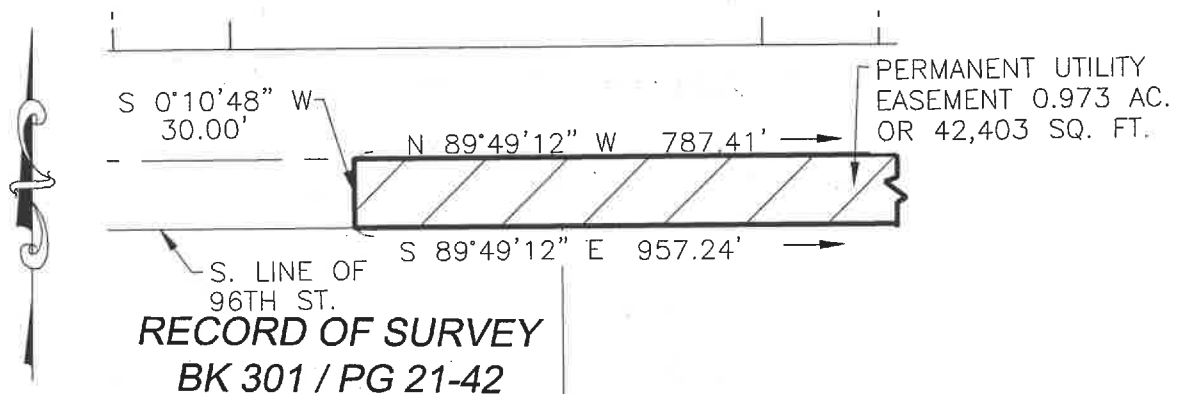 S 0°10'48" W
30.00'
N 89°49'12" W 787.41'
PERMANENT UTILITY
EASEMENT 0.973 AC.
OR 42,403 SQ. FT.
S 89°49'12" E 957.24'
S. LINE OF
96TH ST.
RECORD OF SURVEY
BK 301 / PG 21-42